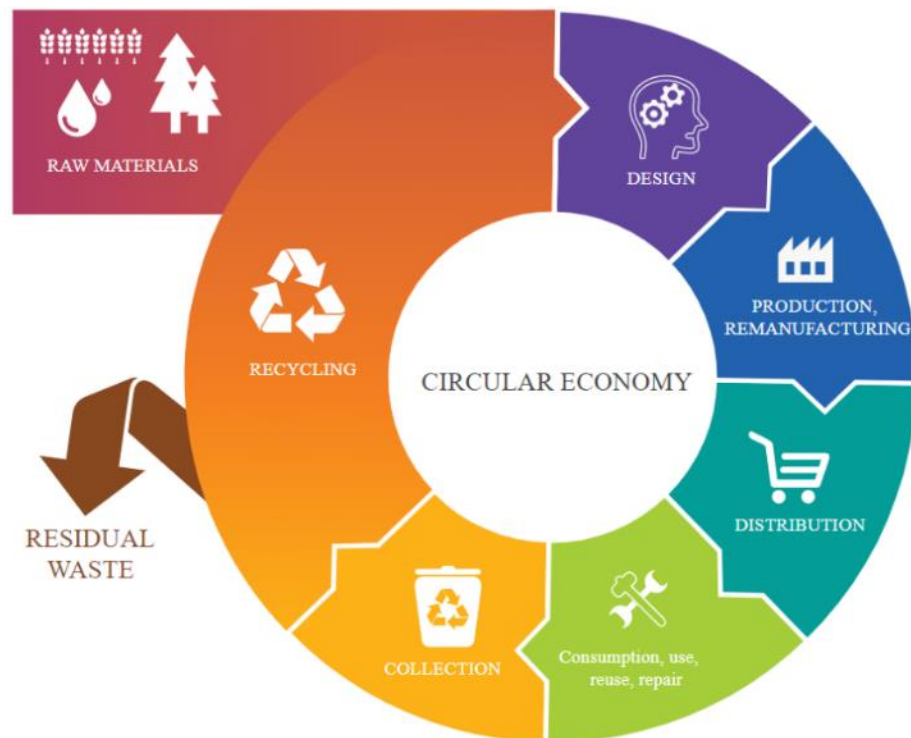 RAW MATERIALS
DESIGN
PRODUCTION,
REMANUFACTURING
RECYCLING
CIRCULAR ECONOMY
DISTRIBUTION
RESIDUAL
WASTE
COLLECTION
Consumption, use,
reuse, repair